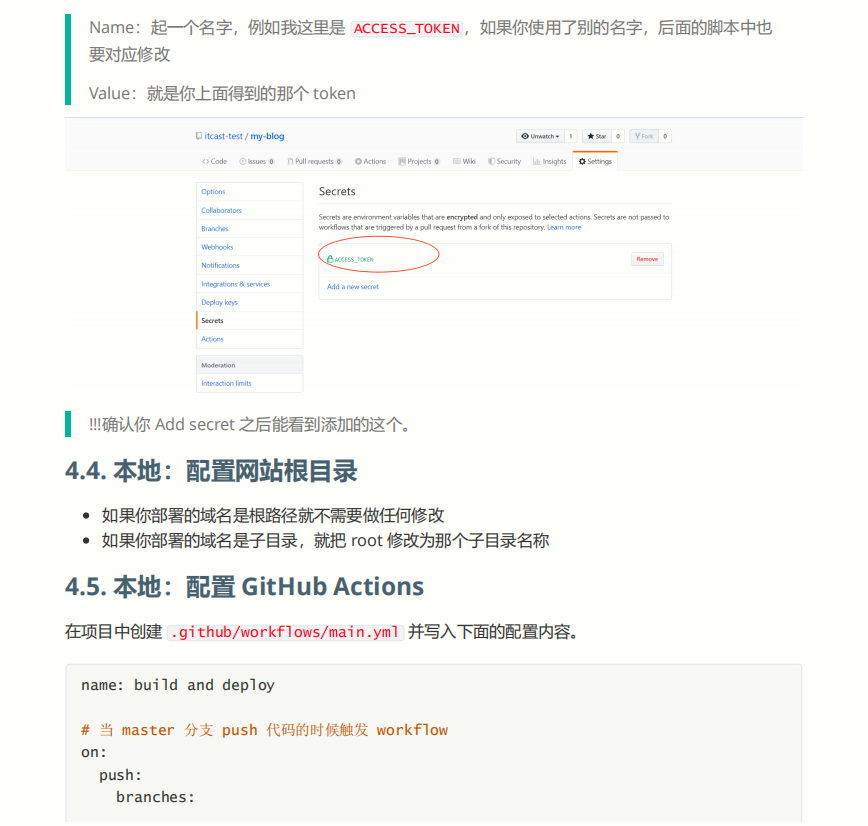 Name：起一个名字，例如我这里是 ACCESS_TOKEN，如果你使用了别的名字，后面的脚本中也
要对应修改
Value：就是你上面得到的那个 token
itcast-test / my-blog
Unwatch 1 Star 0 Fork 0
Code Issues 0 Pull requests 0 Actions Projects 0 Wiki Security Insights Settings
Options
Collaborators
Branches
Webhooks
Notifications
Integrations & services
Deploy keys
Secrets
Actions
Moderation
Interaction limits
Secrets
Secrets are environment variables that are encrypted and only exposed to selected actions. Secrets are not passed to
workflows that are triggered by a pull request from a fork of this repository. Learn more
ACCESS_TOKEN Remove
Add a new secret
!!!确认你 Add secret 之后能看到添加的这个。
4.4. 本地：配置网站根目录
• 如果你部署的域名是根路径就不需要做任何修改
• 如果你部署的域名是子目录，就把 root 修改为那个子目录名称
4.5. 本地：配置 GitHub Actions
在项目中创建 .github/workflows/main.yml 并写入下面的配置内容。
name: build and deploy
# 当 master 分支 push 代码的时候触发 workflow
on:
  push:
    branches: